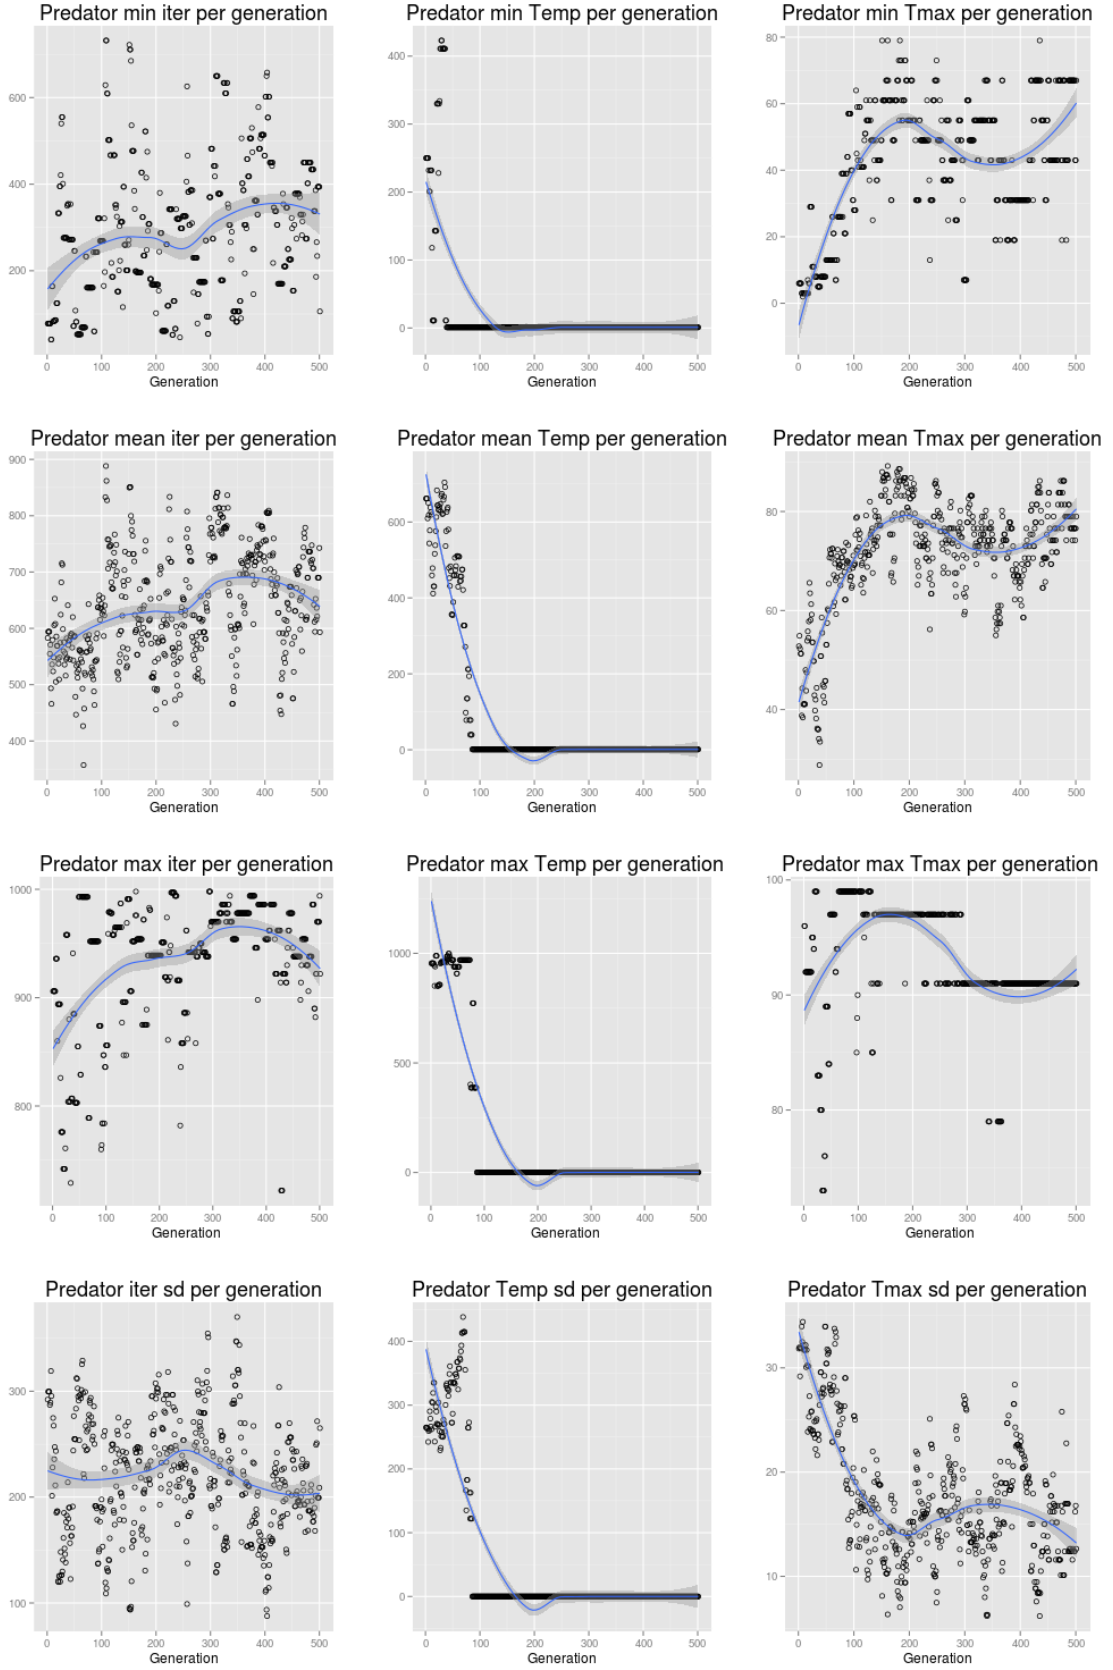 Predator min iter per generation
600
400
200
0 100 200 300 400 500
Generation
Predator min Temp per generation
400
300
200
100
0
0 100 200 300 400 500
Generation
Predator min Tmax per generation
80
60
40
20
0
0 100 200 300 400 500
Generation
Predator mean iter per generation
900
800
700
600
500
400
0 100 200 300 400 500
Generation
Predator mean Temp per generation
600
400
200
0
0 100 200 300 400 500
Generation
Predator mean Tmax per generation
80
60
40
0 100 200 300 400 500
Generation
Predator max iter per generation
1000
900
800
0 100 200 300 400 500
Generation
Predator max Temp per generation
1000
500
0
0 100 200 300 400 500
Generation
Predator max Tmax per generation
100
90
80
0 100 200 300 400 500
Generation
Predator iter sd per generation
300
200
100
0 100 200 300 400 500
Generation
Predator Temp sd per generation
400
300
200
100
0
0 100 200 300 400 500
Generation
Predator Tmax sd per generation
30
20
10
0 100 200 300 400 500
Generation